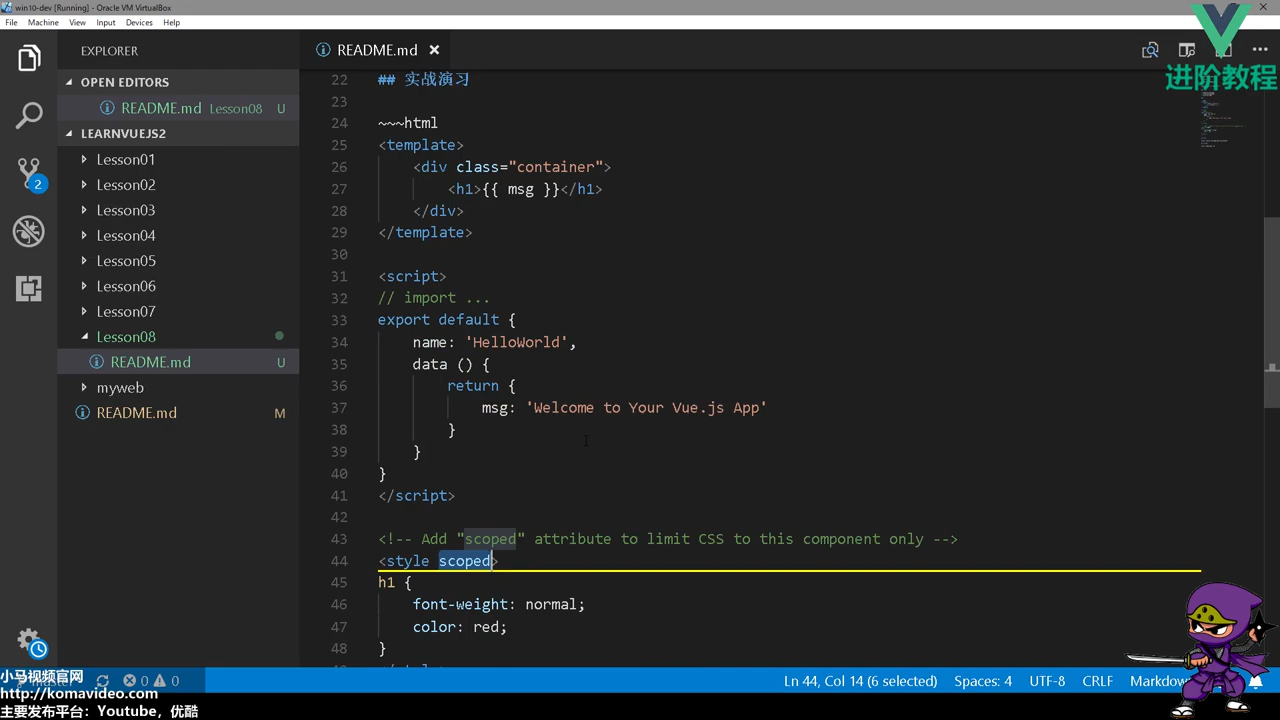 win10-dev [Running] - Oracle VM VirtualBox
File Machine View Input Devices Help
EXPLORER
README.md
OPEN EDITORS
README.md Lesson08 U
LEARNVUEJS2
Lesson01
Lesson02
Lesson03
Lesson04
Lesson05
Lesson06
Lesson07
Lesson08
README.md U
myweb
README.md M
2
进阶教程
22 ## 实战演习
23
24 ~~~html
25 <template>
26 <div class="container">
27 <h1>{{ msg }}</h1>
28 </div>
29 </template>
30
31 <script>
32 // import ...
33 export default {
34 name: 'HelloWorld',
35 data () {
36 return {
37 msg: 'Welcome to Your Vue.js App'
38 }
39 }
40 }
41 </script>
42
43 <!-- Add "scoped" attribute to limit CSS to this component only -->
44 <style scoped>
45 h1 {
46 font-weight: normal;
47 color: red;
48 }
小马视频官网
http://komavideo.com
主要发布平台：Youtube，优酷
0 0
Ln 44, Col 14 (6 selected) Spaces: 4 UTF-8 CRLF